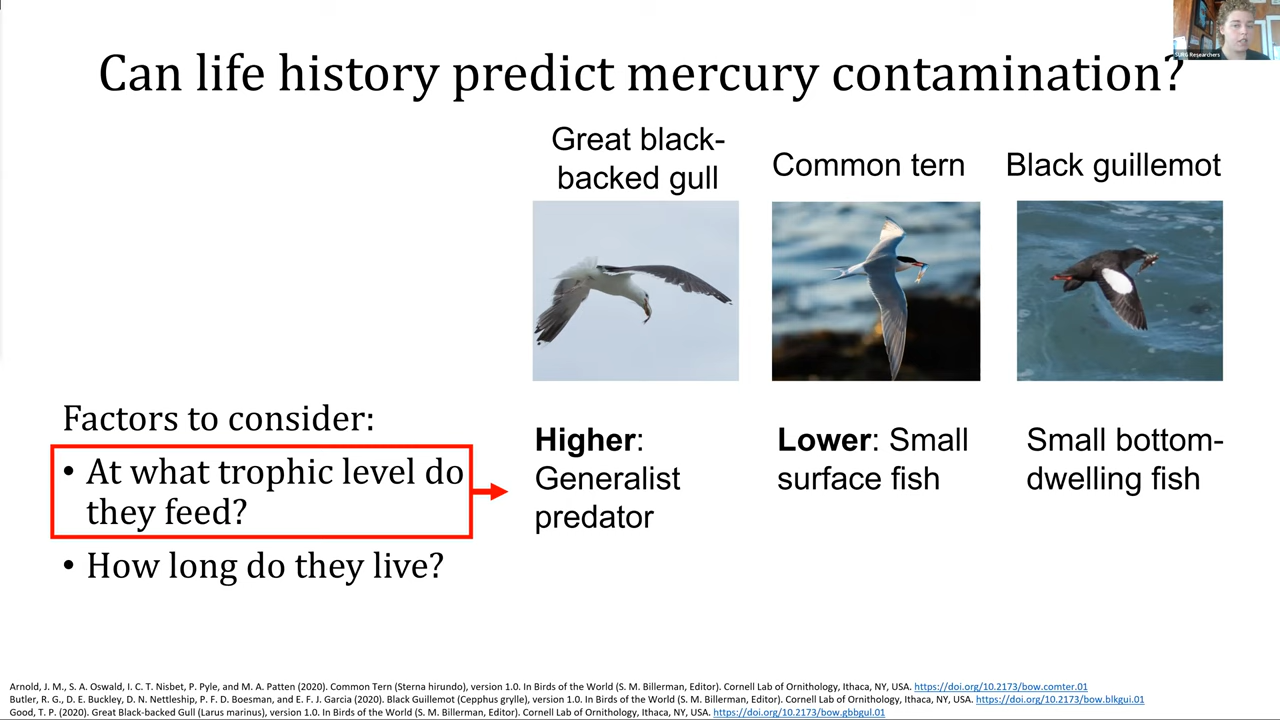 Can life history predict mercury contamination?
SURG Researchers
Great black-
backed gull
Common tern
Black guillemot
Factors to consider:
• At what trophic level do
they feed?
• How long do they live?
Higher:
Generalist
predator
Lower: Small
surface fish
Small bottom-
dwelling fish
Arnold, J. M., S. A. Oswald, I. C. T. Nisbet, P. Pyle, and M. A. Patten (2020). Common Tern (Sterna hirundo), version 1.0. In Birds of the World (S. M. Billerman, Editor). Cornell Lab of Ornithology, Ithaca, NY, USA. https://doi.org/10.2173/bow.comter.01
Butler, R. G., D. E. Buckley, D. N. Nettleship, P. F. D. Boesman, and E. F. J. Garcia (2023). Black Guillemot (Cepphus grylle), version 1.0. In Birds of the World (S. M. Billerman, Editor). Cornell Lab of Ornithology, Ithaca, NY, USA. https://doi.org/10.2173/bow.blkgui.01
Good, T. P. (2020). Great Black-backed Gull (Larus marinus), version 1.0. In Birds of the World (S. M. Billerman, Editor). Cornell Lab of Ornithology, Ithaca, NY, USA. https://doi.org/10.2173/bow.gbbgul.01